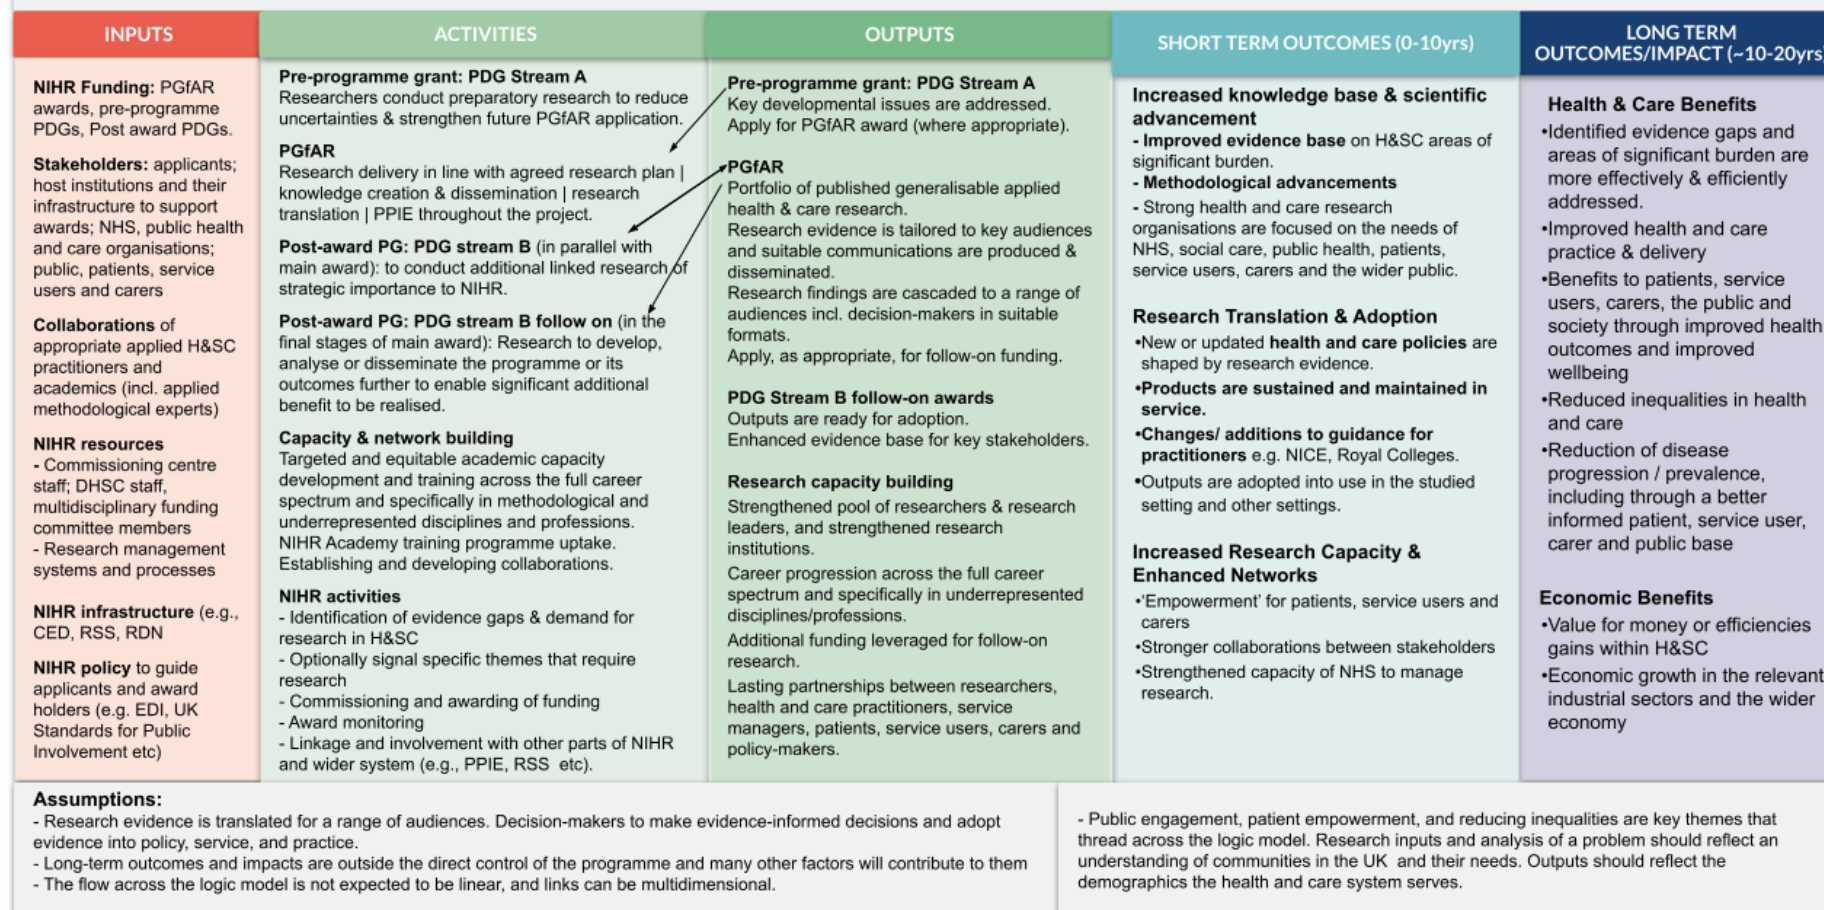 INPUTS
NIHR Funding: PGfAR
awards, pre-programme
PDGs, Post award PDGs.
Stakeholders: applicants;
host institutions and their
infrastructure to support
awards; NHS, public health
and care organisations;
public, patients, service
users and carers
Collaborations of
appropriate applied H&SC
practitioners and
academics (incl. applied
methodological experts)
NIHR resources
- Commissioning centre
staff; DHSC staff,
multidisciplinary funding
committee members
- Research management
systems and processes
NIHR infrastructure (e.g.,
CED, RSS, RDN
NIHR policy to guide
applicants and award
holders (e.g. EDI, UK
Standards for Public
Involvement etc)
ACTIVITIES
Pre-programme grant: PDG Stream A
Researchers conduct preparatory research to reduce
uncertainties & strengthen future PGfAR application.
PGfAR
Research delivery in line with agreed research plan |
knowledge creation & dissemination | research
translation | PPIE throughout the project.
Post-award PG: PDG stream B (in parallel with
main award): to conduct additional linked research of
strategic importance to NIHR.
Post-award PG: PDG stream B follow on (in the
final stages of main award): Research to develop,
analyse or disseminate the programme or its
outcomes further to enable significant additional
benefit to be realised.
Capacity & network building
Targeted and equitable academic capacity
development and training across the full career
spectrum and specifically in methodological and
underrepresented disciplines and professions.
NIHR Academy training programme uptake.
Establishing and developing collaborations.
NIHR activities
- Identification of evidence gaps & demand for
research in H&SC
- Optionally signal specific themes that require
research
- Commissioning and awarding of funding
- Award monitoring
- Linkage and involvement with other parts of NIHR
and wider system (e.g., PPIE, RSS etc).
OUTPUTS
Pre-programme grant: PDG Stream A
Key developmental issues are addressed.
Apply for PGfAR award (where appropriate).
PGfAR
Portfolio of published generalisable applied
health & care research.
Research evidence is tailored to key audiences
and suitable communications are produced &
disseminated.
Research findings are cascaded to a range of
audiences incl. decision-makers in suitable
formats.
Apply, as appropriate, for follow-on funding.
PDG Stream B follow-on awards
Outputs are ready for adoption.
Enhanced evidence base for key stakeholders.
Research capacity building
Strengthened pool of researchers & research
leaders, and strengthened research
institutions.
Career progression across the full career
spectrum and specifically in underrepresented
disciplines/professions.
Additional funding leveraged for follow-on
research.
Lasting partnerships between researchers,
health and care practitioners, service
managers, patients, service users, carers and
policy-makers.
SHORT TERM OUTCOMES (0-10yrs)
Increased knowledge base & scientific
advancement
- Improved evidence base on H&SC areas of
significant burden.
- Methodological advancements
- Strong health and care research
organisations are focused on the needs of
NHS, social care, public health, patients,
service users, carers and the wider public.
Research Translation & Adoption
•New or updated health and care policies are
shaped by research evidence.
•Products are sustained and maintained in
service.
•Changes/ additions to guidance for
practitioners e.g. NICE, Royal Colleges.
•Outputs are adopted into use in the studied
setting and other settings.
Increased Research Capacity &
Enhanced Networks
•'Empowerment' for patients, service users and
carers
•Stronger collaborations between stakeholders
•Strengthened capacity of NHS to manage
research.
LONG TERM
OUTCOMES/IMPACT (~10-20yrs)
Health & Care Benefits
•Identified evidence gaps and
areas of significant burden are
more effectively & efficiently
addressed.
•Improved health and care
practice & delivery
•Benefits to patients, service
users, carers, the public and
society through improved health
outcomes and improved
wellbeing
•Reduced inequalities in health
and care
•Reduction of disease
progression / prevalence,
including through a better
informed patient, service user,
carer and public base
Economic Benefits
•Value for money or efficiencies
gains within H&SC
•Economic growth in the relevant
industrial sectors and the wider
economy
Assumptions:
- Research evidence is translated for a range of audiences. Decision-makers to make evidence-informed decisions and adopt
evidence into policy, service, and practice.
- Long-term outcomes and impacts are outside the direct control of the programme and many other factors will contribute to them
- The flow across the logic model is not expected to be linear, and links can be multidimensional.
- Public engagement, patient empowerment, and reducing inequalities are key themes that
thread across the logic model. Research inputs and analysis of a problem should reflect an
understanding of communities in the UK and their needs. Outputs should reflect the
demographics the health and care system serves.